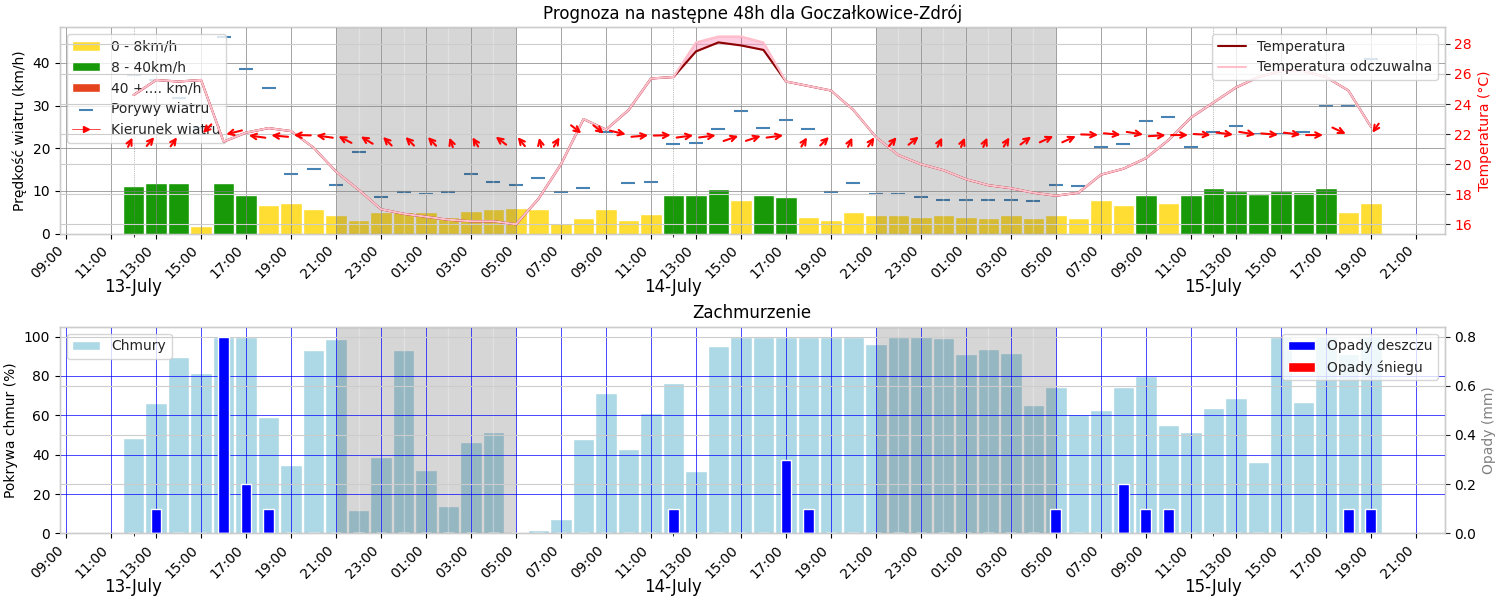 Prognoza na następne 48h dla Goczałkowice-Zdrój
Prędkość wiatru (km/h)
40
30
20
10
0
0 - 8km/h
8 - 40km/h
40 +.... km/h
Porywy wiatru
Kierunek wiatru
Temperatura
Temperatura odczuwalna
28
26
24
22
20
18
16
Temperatura (°C)
09:00 11:00 13:00 15:00 17:00 19:00 21:00 23:00 01:00 03:00 05:00 07:00 09:00 11:00 13:00 15:00 17:00 19:00 21:00 23:00 01:00 03:00 05:00 07:00 09:00 11:00 13:00 15:00 17:00 19:00 21:00
13-July 14-July 15-July
Zachmurzenie
Pokrywa chmur (%)
100
80
60
40
20
0
Chmury
Opady deszczu
Opady śniegu
0.8
0.6
0.4
0.2
0.0
Opady (mm)
09:00 11:00 13:00 15:00 17:00 19:00 21:00 23:00 01:00 03:00 05:00 07:00 09:00 11:00 13:00 15:00 17:00 19:00 21:00 23:00 01:00 03:00 05:00 07:00 09:00 11:00 13:00 15:00 17:00 19:00 21:00
13-July 14-July 15-July